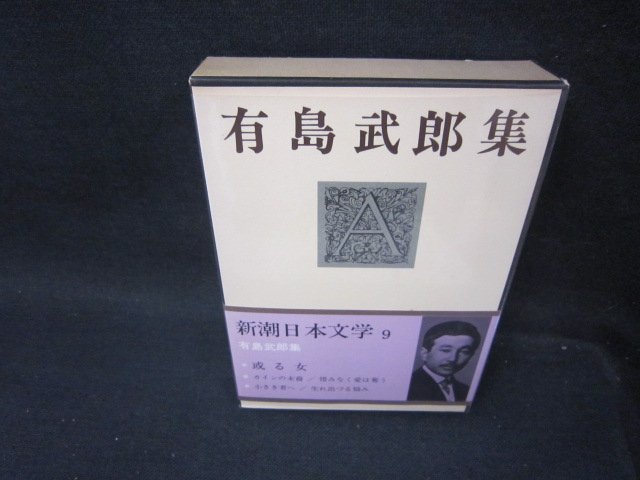 有島武郎集
A
新潮日本文学 9
有島武郎集
或る女
カインの末裔／惜みなく愛は奪う
小さき者へ／生れ出づる悩み